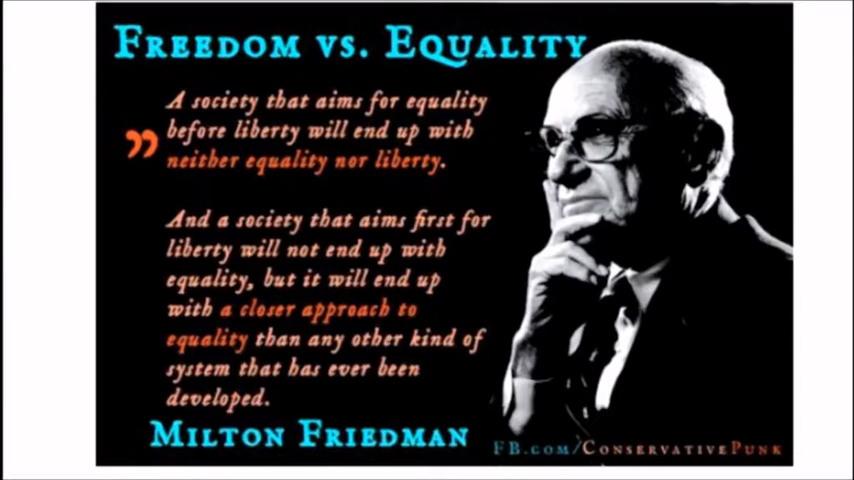 FREEDOM VS. EQUALITY
”
A society that aims for equality
before liberty will end up with
neither equality nor liberty.
And a society that aims first for
liberty will not end up with
equality, but it will end up
with a closer approach to
equality than any other kind of
system that has ever been
developed.
MILTON FRIEDMAN
FB.COM/CONSERVATIVEPUNK